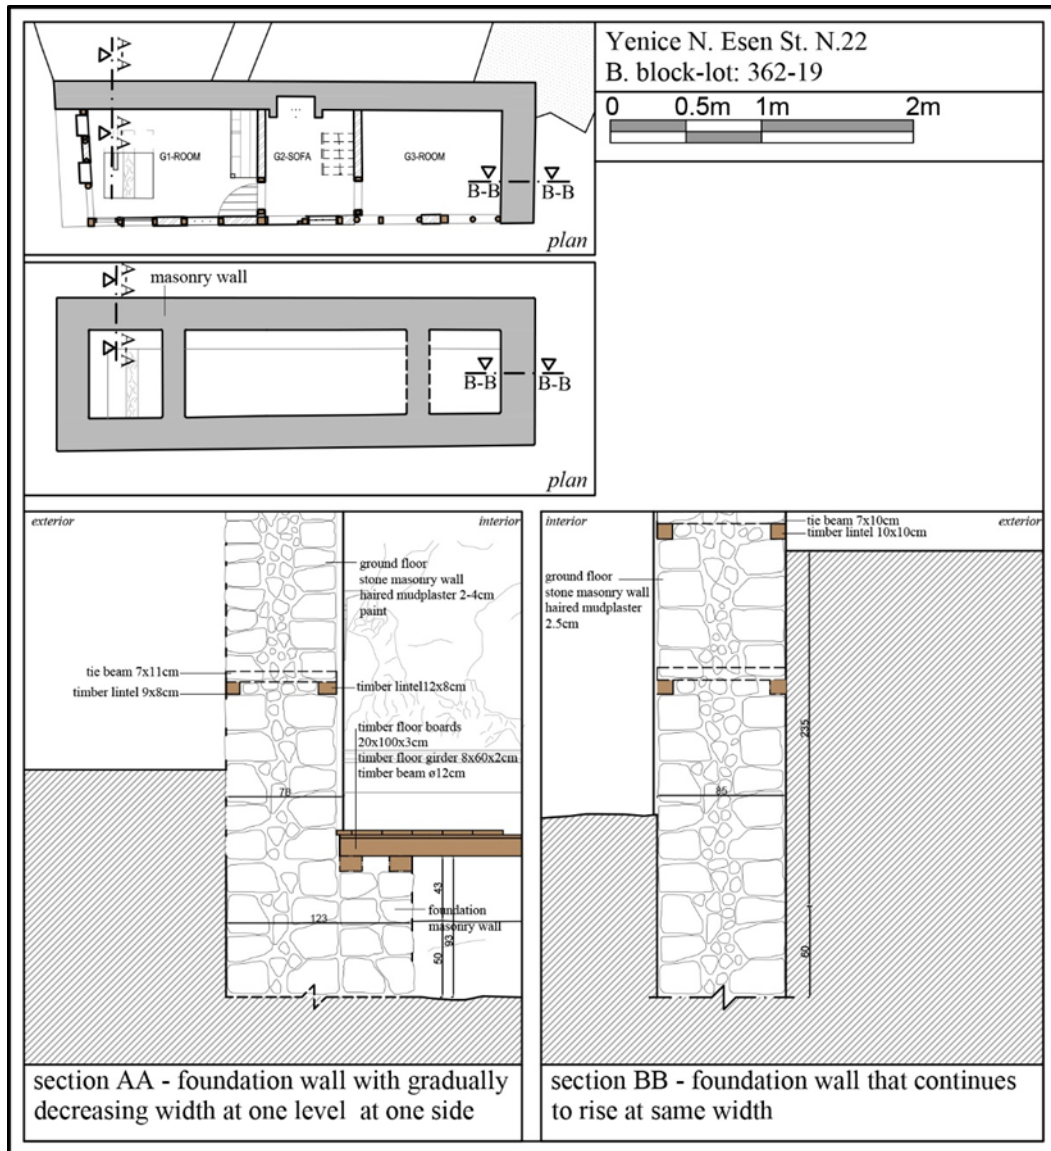 Yenice N. Esen St. N.22
B. block-lot: 362-19
0 0.5m 1m 2m
A-A
A-A
G1-ROOM
G2-SOFA
G3-ROOM
B-B
B-B
plan
A-A
masonry wall
A-A
B-B
B-B
plan
exterior
interior
ground floor
stone masonry wall
haired mudplaster 2-4cm
paint
tie beam 7x11cm
timber lintel 9x8cm
timber lintel12x8cm
timber floor boards
20x100x3cm
timber floor girder 8x60x2cm
timber beam ø12cm
78
123
foundation
masonry wall
43
50
93
section AA - foundation wall with gradually
decreasing width at one level at one side
interior
exterior
tie beam 7x10cm
timber lintel 10x10cm
ground floor
stone masonry wall
haired mudplaster
2.5cm
235
85
60
section BB - foundation wall that continues
to rise at same width